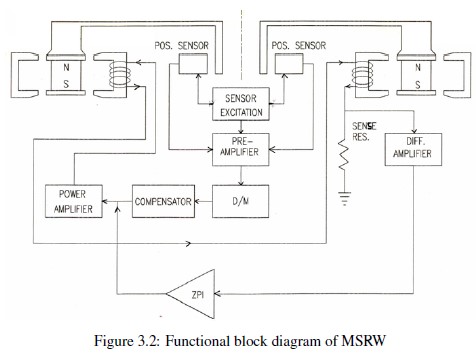 POS. SENSOR
POS. SENSOR
N
S
N
S
SENSOR
EXCITATION
PRE-
AMPLIFIER
SENSE
RES.
DIFF.
AMPLIFIER
POWER
AMPLIFIER
COMPENSATOR
D/M
ZPI
Figure 3.2: Functional block diagram of MSRW